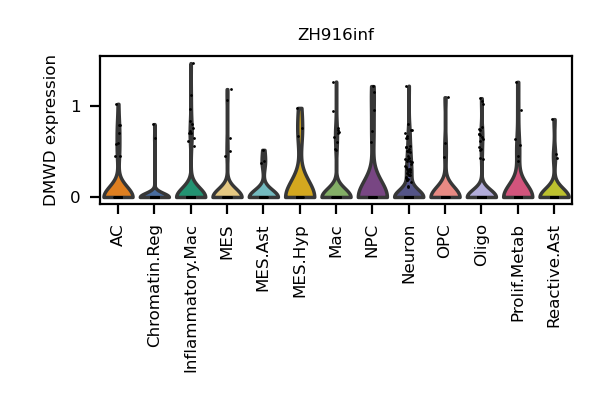 ZH916inf
DMWD expression
1
0
AC
Chromatin.Reg
Inflammatory.Mac
MES
MES.Ast
MES.Hyp
Mac
NPC
Neuron
OPC
Oligo
Prolif.Metab
Reactive.Ast